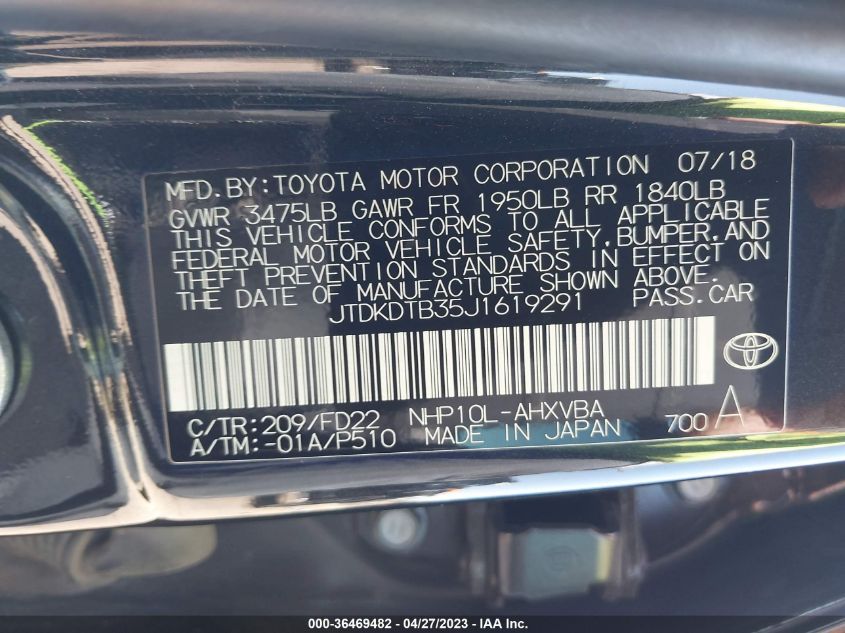 MFD.BY:TOYOTA MOTOR CORPORATION 07/18
GVWR 3475LB GAWR FR 1950LB RR 1840LB
THIS VEHICLE CONFORMS TO ALL APPLICABLE
FEDERAL MOTOR VEHICLE SAFETY,BUMPER,AND
THEFT PREVENTION STANDARDS IN EFFECT ON
THE DATE OF MANUFACTURE SHOWN ABOVE.
JTDKDTB35J1619291 PASS.CAR
C/TR:209/FD22 NHP10L-AHXVBA
A/TM:-01A/P510 MADE IN JAPAN 700 A
000-36469482 - 04/27/2023 - IAA Inc.